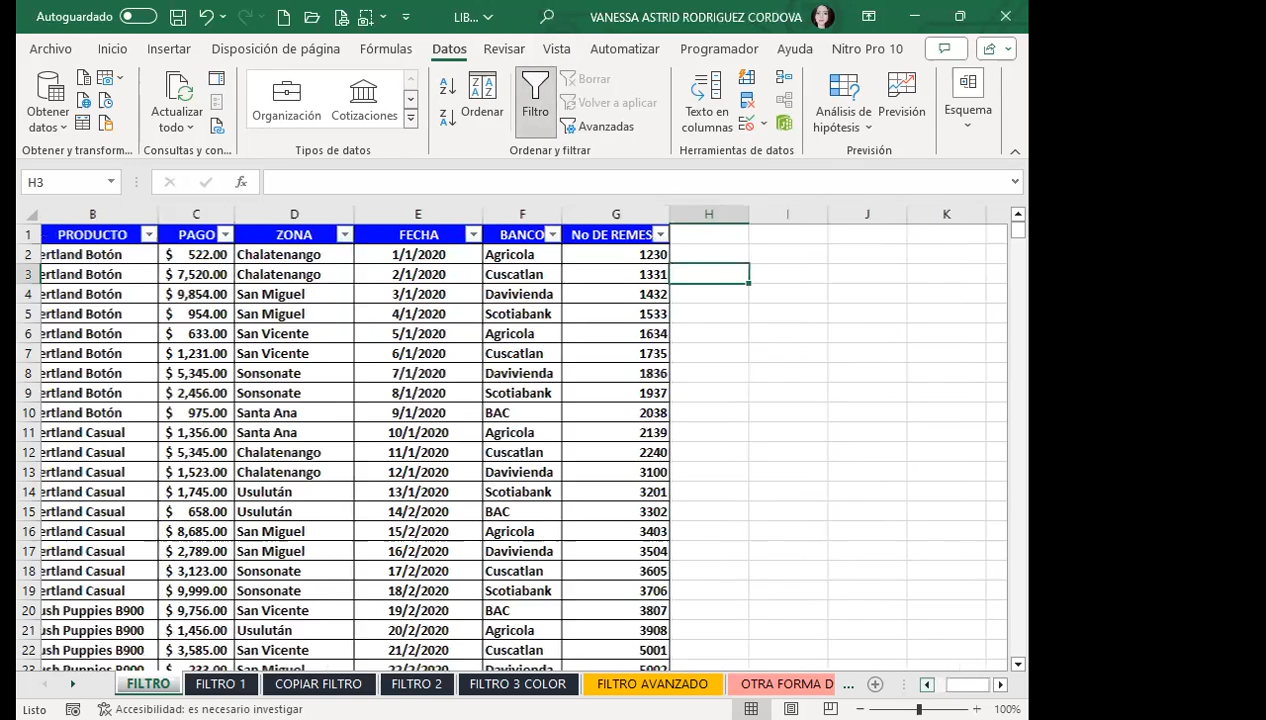 Autoguardado LIB... VANESSA ASTRID RODRIGUEZ CORDOVA
Archivo Inicio Insertar Disposición de página Fórmulas Datos Revisar Vista Automatizar Programador Ayuda Nitro Pro 10
Obtener datos Actualizar todo Organización Cotizaciones Ordenar Filtro Borrar Volver a aplicar Avanzadas Texto en columnas Análisis de hipótesis Previsión Esquema
Obtener y transform... Consultas y con... Tipos de datos Ordenar y filtrar Herramientas de datos Previsión
H3 fx
B C D E F G H I J K
1 PRODUCTO PAGO ZONA FECHA BANCO No DE REMES
2 ertland Botón $ 522.00 Chalatenango 1/1/2020 Agricola 1230
3 ertland Botón $ 7,520.00 Chalatenango 2/1/2020 Cuscatlan 1331
4 ertland Botón $ 9,854.00 San Miguel 3/1/2020 Davivienda 1432
5 ertland Botón $ 954.00 San Miguel 4/1/2020 Scotiabank 1533
6 ertland Botón $ 633.00 San Vicente 5/1/2020 Agricola 1634
7 ertland Botón $ 1,231.00 San Vicente 6/1/2020 Cuscatlan 1735
8 ertland Botón $ 5,345.00 Sonsonate 7/1/2020 Davivienda 1836
9 ertland Botón $ 2,456.00 Sonsonate 8/1/2020 Scotiabank 1937
10 ertland Botón $ 975.00 Santa Ana 9/1/2020 BAC 2038
11 ertland Casual $ 1,356.00 Santa Ana 10/1/2020 Agricola 2139
12 ertland Casual $ 5,345.00 Chalatenango 11/1/2020 Cuscatlan 2240
13 ertland Casual $ 1,523.00 Chalatenango 12/1/2020 Davivienda 3100
14 ertland Casual $ 1,745.00 Usulután 13/1/2020 Scotiabank 3201
15 ertland Casual $ 658.00 Usulután 14/2/2020 BAC 3302
16 ertland Casual $ 8,685.00 San Miguel 15/2/2020 Agricola 3403
17 ertland Casual $ 2,789.00 San Miguel 16/2/2020 Davivienda 3504
18 ertland Casual $ 3,123.00 Sonsonate 17/2/2020 Cuscatlan 3605
19 ertland Casual $ 9,999.00 Sonsonate 18/2/2020 Scotiabank 3706
20 ush Puppies B900 $ 9,756.00 San Vicente 19/2/2020 BAC 3807
21 ush Puppies B900 $ 1,456.00 Usulután 20/2/2020 Agricola 3908
22 ush Puppies B900 $ 3,585.00 San Vicente 21/2/2020 Cuscatlan 5001
23 ush Puppies B900 $ 233.00 San Miguel 22/2/2020 Davivienda 5002
FILTRO FILTRO 1 COPIAR FILTRO FILTRO 2 FILTRO 3 COLOR FILTRO AVANZADO OTRA FORMA D ...
Listo Accesibilidad: es necesario investigar 100%